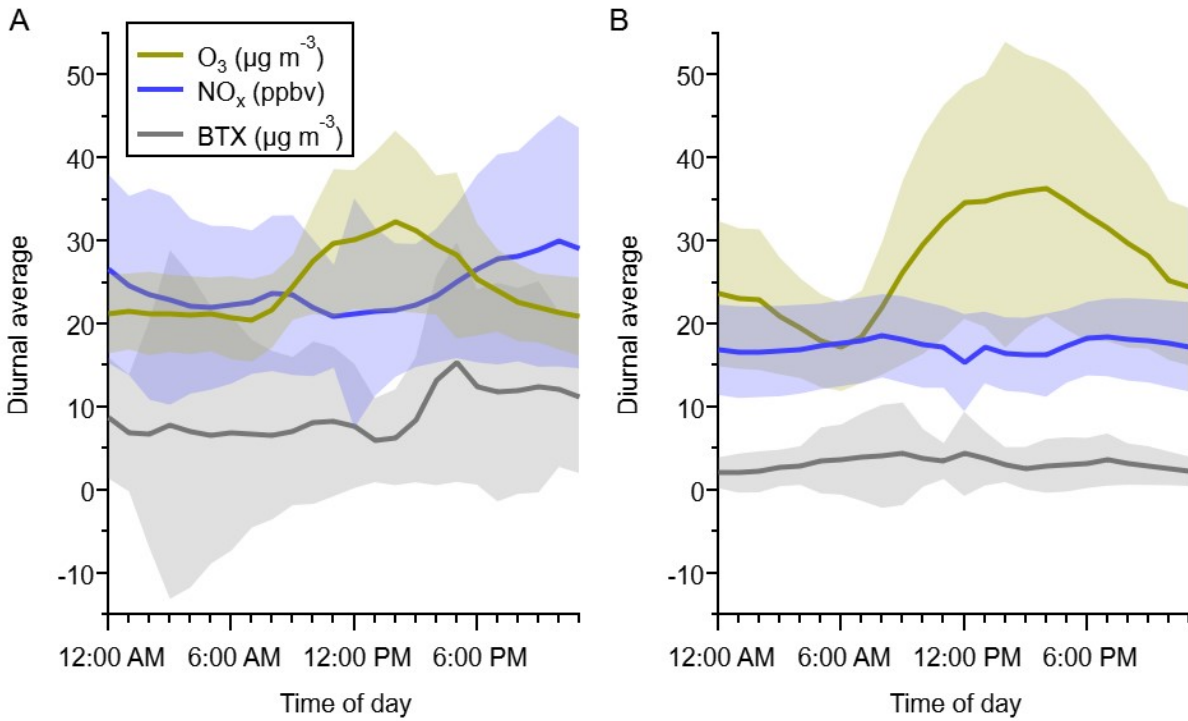 A
B
O₃ (µg m⁻³)
NOₓ (ppbv)
BTX (µg m⁻³)
Diurnal average
50
40
30
20
10
0
-10
12:00 AM 6:00 AM 12:00 PM 6:00 PM
Time of day
Diurnal average
50
40
30
20
10
0
-10
12:00 AM 6:00 AM 12:00 PM 6:00 PM
Time of day